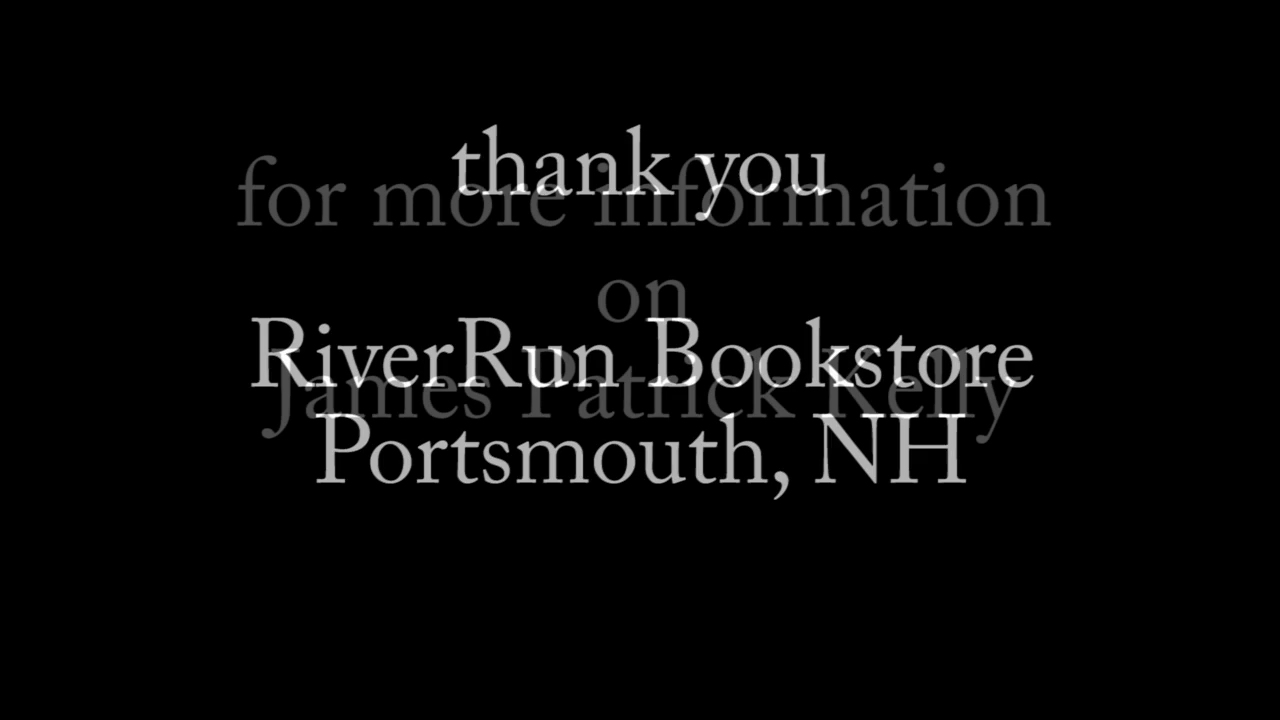 thank you
for more information
on
RiverRun Bookstore
James Patrick Kelly
Portsmouth, NH